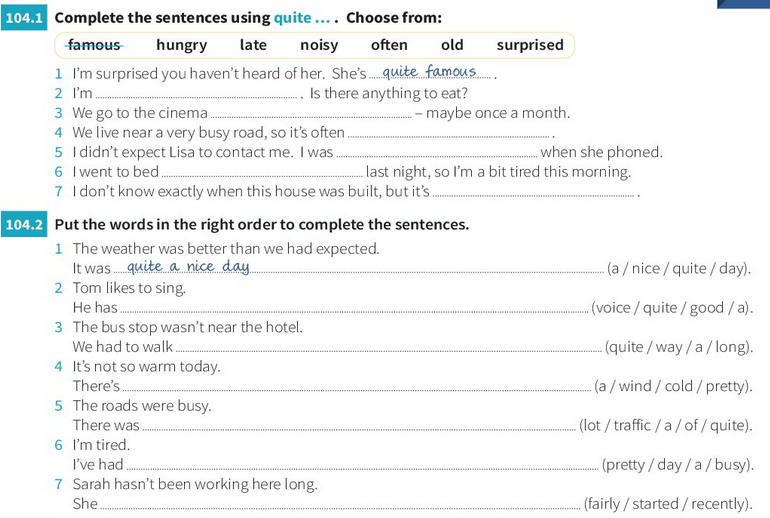 104.1 Complete the sentences using quite ... . Choose from:
famous hungry late noisy often old surprised
1 I'm surprised you haven't heard of her. She's quite famous .
2 I'm . Is there anything to eat?
3 We go to the cinema – maybe once a month.
4 We live near a very busy road, so it's often .
5 I didn't expect Lisa to contact me. I was when she phoned.
6 I went to bed last night, so I'm a bit tired this morning.
7 I don't know exactly when this house was built, but it's .
104.2 Put the words in the right order to complete the sentences.
1 The weather was better than we had expected.
It was quite a nice day (a / nice / quite / day).
2 Tom likes to sing.
He has (voice / quite / good / a).
3 The bus stop wasn't near the hotel.
We had to walk (quite / way / a / long).
4 It's not so warm today.
There's (a / wind / cold / pretty).
5 The roads were busy.
There was (lot / traffic / a / of / quite).
6 I'm tired.
I've had (pretty / day / a / busy).
7 Sarah hasn't been working here long.
She (fairly / started / recently).